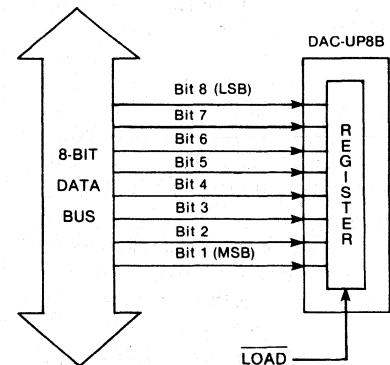 DAC-UP8B
Bit 8 (LSB)
Bit 7
Bit 6
Bit 5
Bit 4
Bit 3
Bit 2
Bit 1 (MSB)
8-BIT
DATA
BUS
REGISTER
LOAD